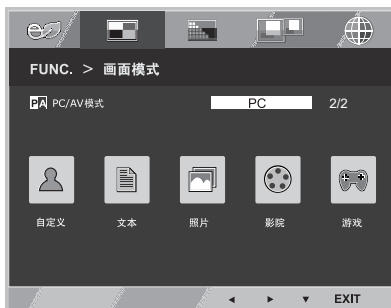 FUNC. > 画面模式
PA PC/AV模式 PC 2/2
自定义 文本 照片 影院 游戏
EXIT